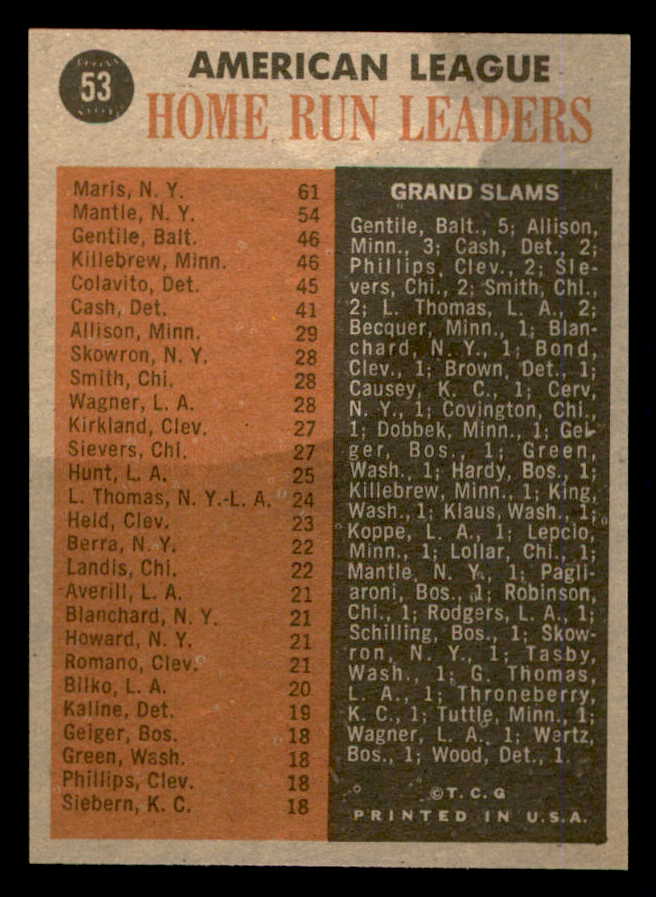 53
AMERICAN LEAGUE
HOME RUN LEADERS
Maris, N. Y. 61
Mantle, N. Y. 54
Gentile, Balt. 46
Killebrew, Minn. 46
Colavito, Det. 45
Cash, Det. 41
Allison, Minn. 29
Skowron, N. Y. 28
Smith, Chi. 28
Wagner, L. A. 28
Kirkland, Clev. 27
Sievers, Chi. 27
Hunt, L. A. 25
L. Thomas, N. Y.-L. A. 24
Held, Clev. 23
Berra, N. Y. 22
Landis, Chi. 22
Averill, L. A. 21
Blanchard, N. Y. 21
Howard, N. Y. 21
Romano, Clev. 21
Bilko, L. A. 20
Kaline, Det. 19
Geiger, Bos. 18
Green, Wash. 18
Phillips, Clev. 18
Siebern, K. C. 18
GRAND SLAMS
Gentile, Balt., 5; Allison,
Minn., 3; Cash, Det., 2;
Phillips, Clev., 2; Sie-
vers, Chi., 2; Smith, Chi.,
2; L. Thomas, L. A., 2;
Becquer, Minn., 1; Blan-
chard, N. Y., 1; Bond,
Clev., 1; Brown, Det., 1;
Causey, K. C., 1; Cerv,
N. Y., 1; Covington, Chi.,
1; Dobbek, Minn., 1; Gei-
ger, Bos., 1; Green,
Wash., 1; Hardy, Bos., 1;
Killebrew, Minn., 1; King,
Wash., 1; Klaus, Wash., 1;
Koppe, L. A., 1; Lepcio,
Minn., 1; Lollar, Chi., 1;
Mantle, N. Y., 1; Pagli-
aroni, Bos., 1; Robinson,
Chi., 1; Rodgers, L. A., 1;
Schilling, Bos., 1; Skow-
ron, N. Y., 1; Tasby,
Wash., 1; G. Thomas,
L. A., 1; Throneberry,
K. C., 1; Tuttle, Minn., 1;
Wagner, L. A., 1; Wertz,
Bos., 1; Wood, Det., 1.
©T. C. G
PRINTED IN U.S.A.